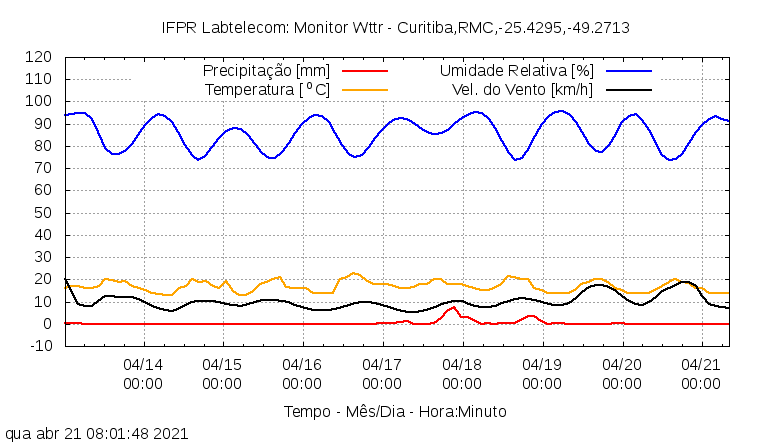 IFPR Labtelecom: Monitor Wttr - Curitiba,RMC,-25.4295,-49.2713
Precipitação [mm] Umidade Relativa [%]
Temperatura [⁰C] Vel. do Vento [km/h]
120
110
100
90
80
70
60
50
40
30
20
10
0
-10
04/14 04/15 04/16 04/17 04/18 04/19 04/20 04/21
00:00 00:00 00:00 00:00 00:00 00:00 00:00 00:00
Tempo - Mês/Dia - Hora:Minuto
qua abr 21 08:01:48 2021